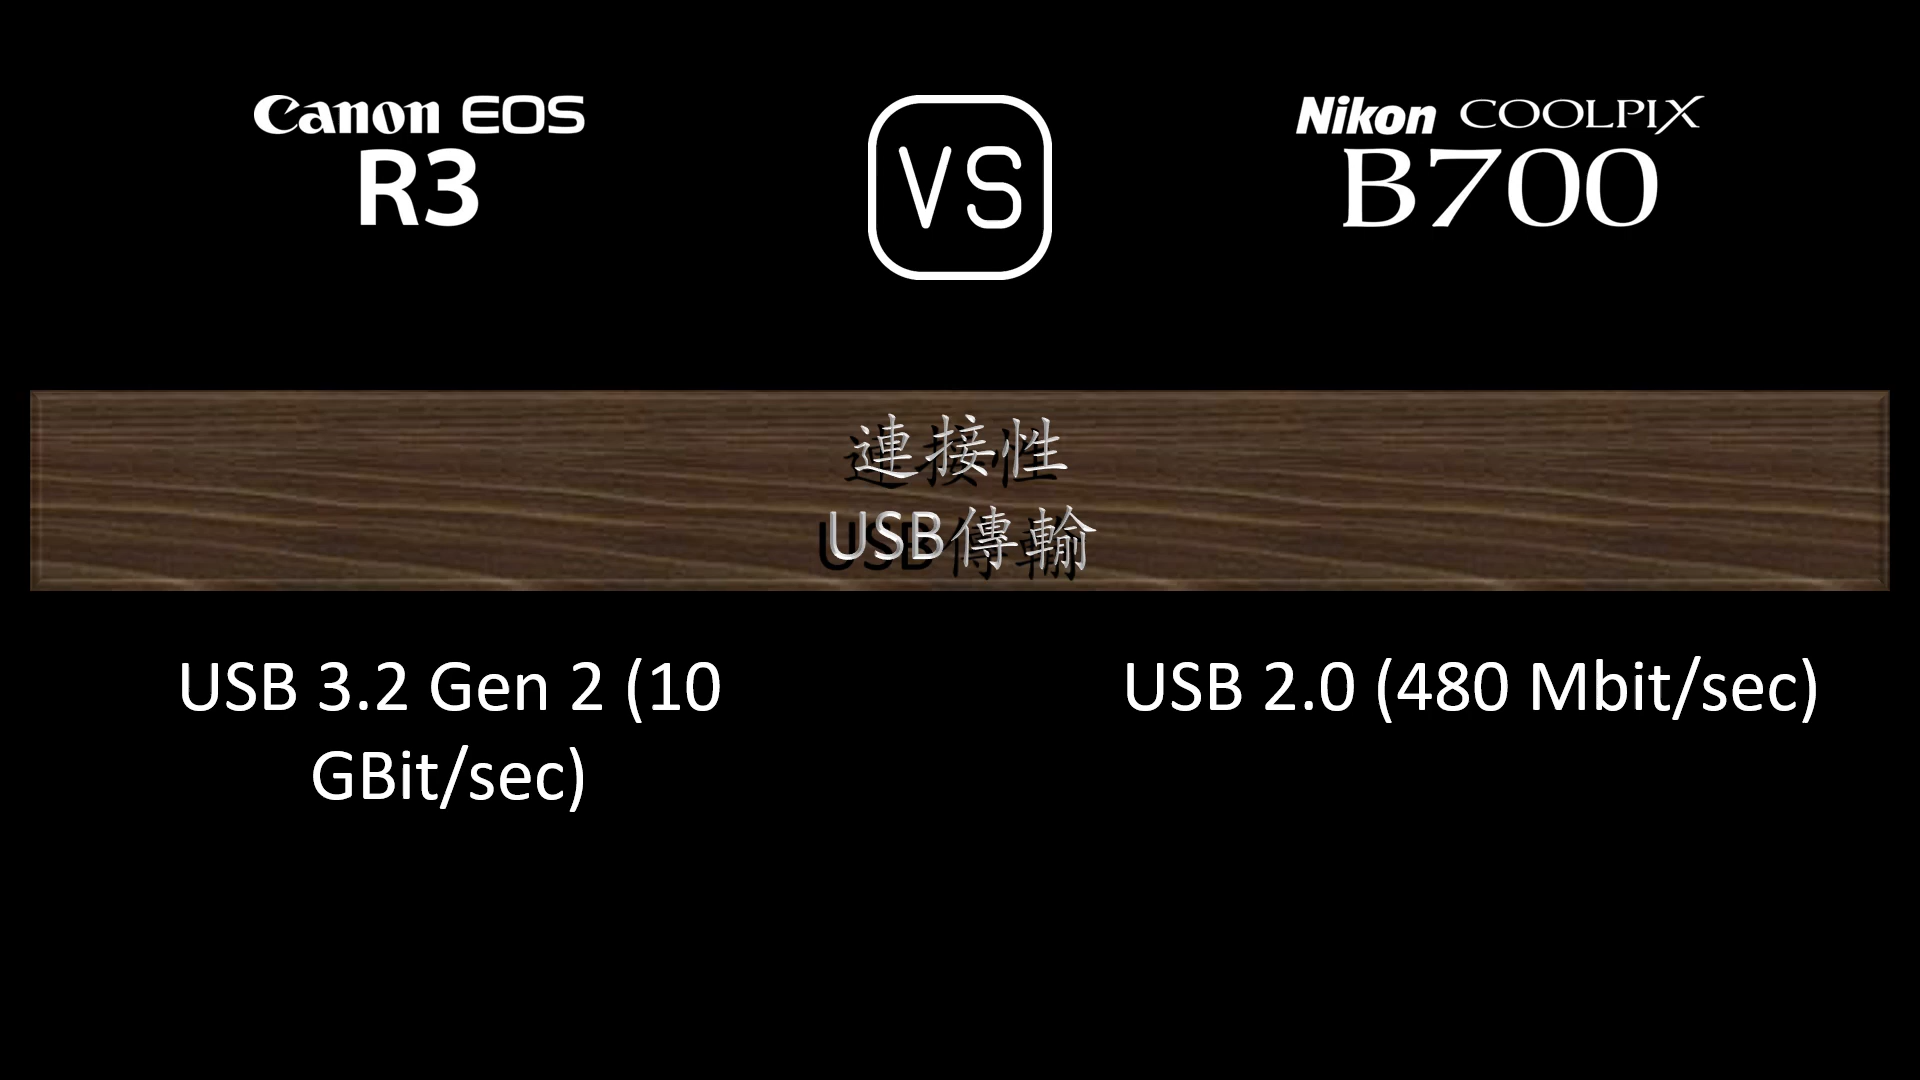 Canon EOS
R3
VS
Nikon COOLPIX
B700
連接性
USB傳輸
USB 3.2 Gen 2 (10
GBit/sec)
USB 2.0 (480 Mbit/sec)